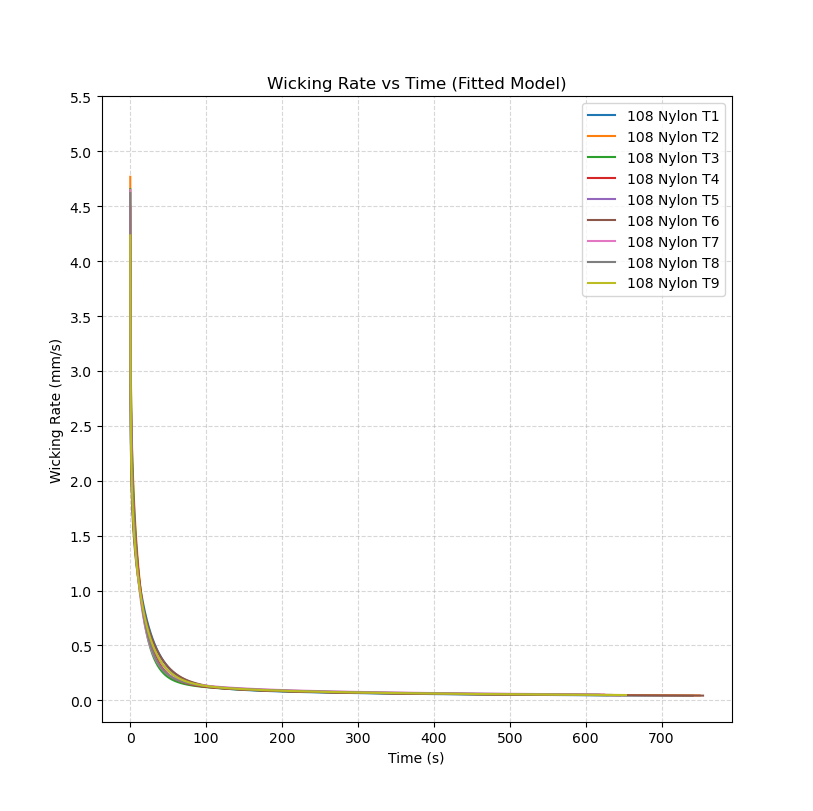 Wicking Rate vs Time (Fitted Model)
5.5
5.0
4.5
4.0
3.5
3.0
2.5
2.0
1.5
1.0
0.5
0.0
Wicking Rate (mm/s)
108 Nylon T1
108 Nylon T2
108 Nylon T3
108 Nylon T4
108 Nylon T5
108 Nylon T6
108 Nylon T7
108 Nylon T8
108 Nylon T9
0 100 200 300 400 500 600 700
Time (s)